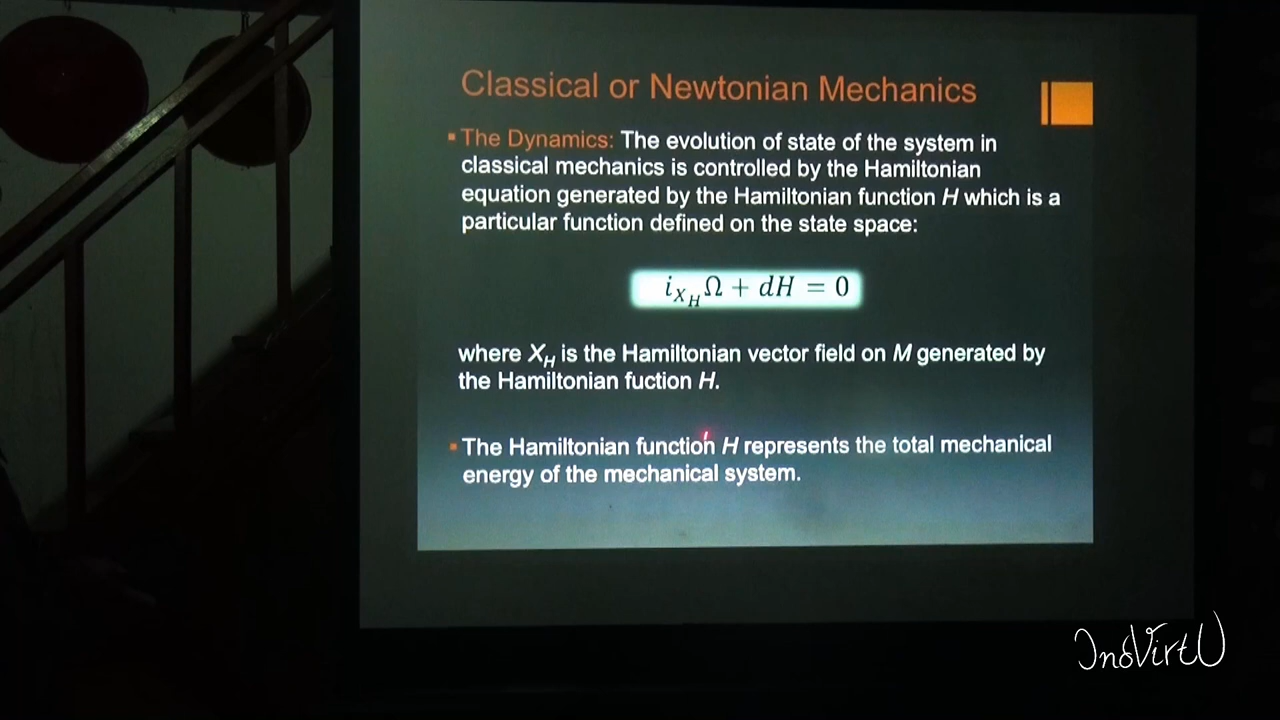 Classical or Newtonian Mechanics
▪ The Dynamics: The evolution of state of the system in
classical mechanics is controlled by the Hamiltonian
equation generated by the Hamiltonian function H which is a
particular function defined on the state space:
i_{X_H}Ω + dH = 0
where X_H is the Hamiltonian vector field on M generated by
the Hamiltonian fuction H.
▪ The Hamiltonian function H represents the total mechanical
energy of the mechanical system.
InoVirtU